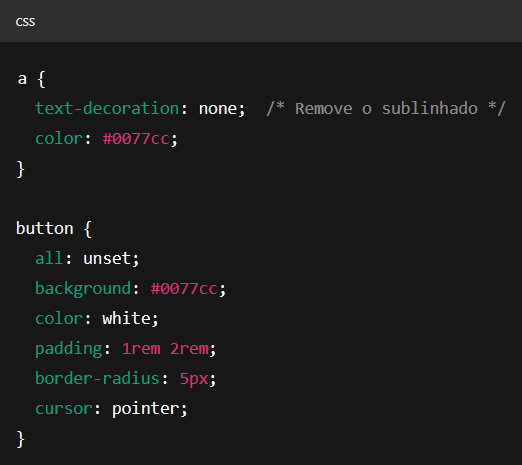 css
a {
  text-decoration: none;  /* Remove o sublinhado */
  color: #0077cc;
}
button {
  all: unset;
  background: #0077cc;
  color: white;
  padding: 1rem 2rem;
  border-radius: 5px;
  cursor: pointer;
}